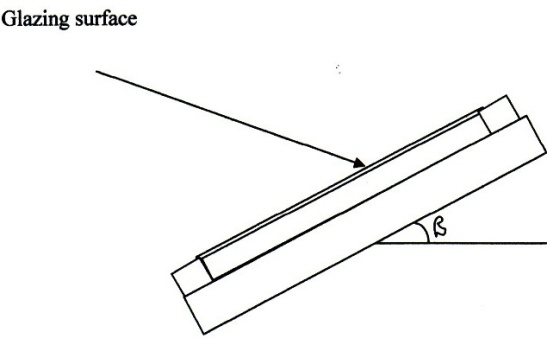 Glazing surface
β